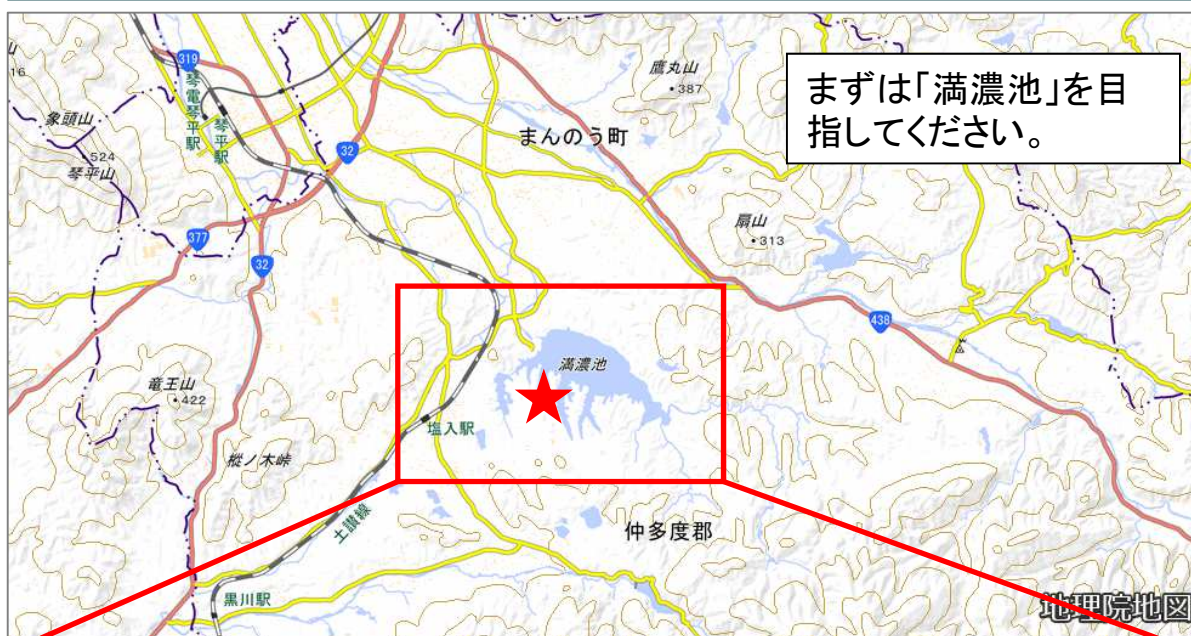 まずは「満濃池」を目
指してください。
319
鷹丸山
・387
16
琴電琴平駅
琴平駅
象頭山
・524
琴平山
32
まんのう町
扇山
・313
377
32
438
満濃池
竜王山
・422
塩入駅
樅ノ木峠
土讃線
仲多度郡
黒川駅
地理院地図